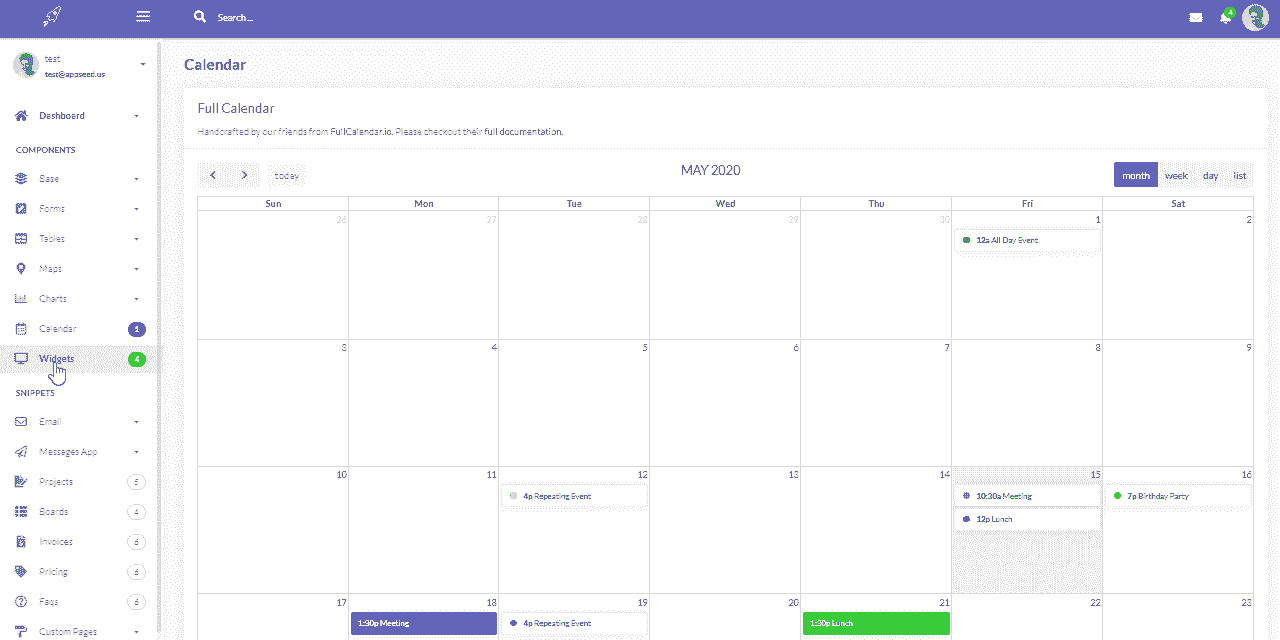 Search...
4
test
test@appseed.us
Dashboard
COMPONENTS
Base
Forms
Tables
Maps
Charts
Calendar 1
Widgets 4
SNIPPETS
Email
Messages App
Projects 5
Boards 4
Invoices 6
Pricing 6
Faqs 6
Custom Pages
Calendar
Full Calendar
Handcrafted by our friends from FullCalendar.io. Please checkout their full documentation.
today
MAY 2020
month week day list
Sun Mon Tue Wed Thu Fri Sat
26 27 28 29 30 1 2
12a All Day Event
3 4 5 6 7 8 9
10 11 12 13 14 15 16
4p Repeating Event 10:30a Meeting 7p Birthday Party
12p Lunch
17 18 19 20 21 22 23
1:30p Meeting 4p Repeating Event 1:30p Lunch